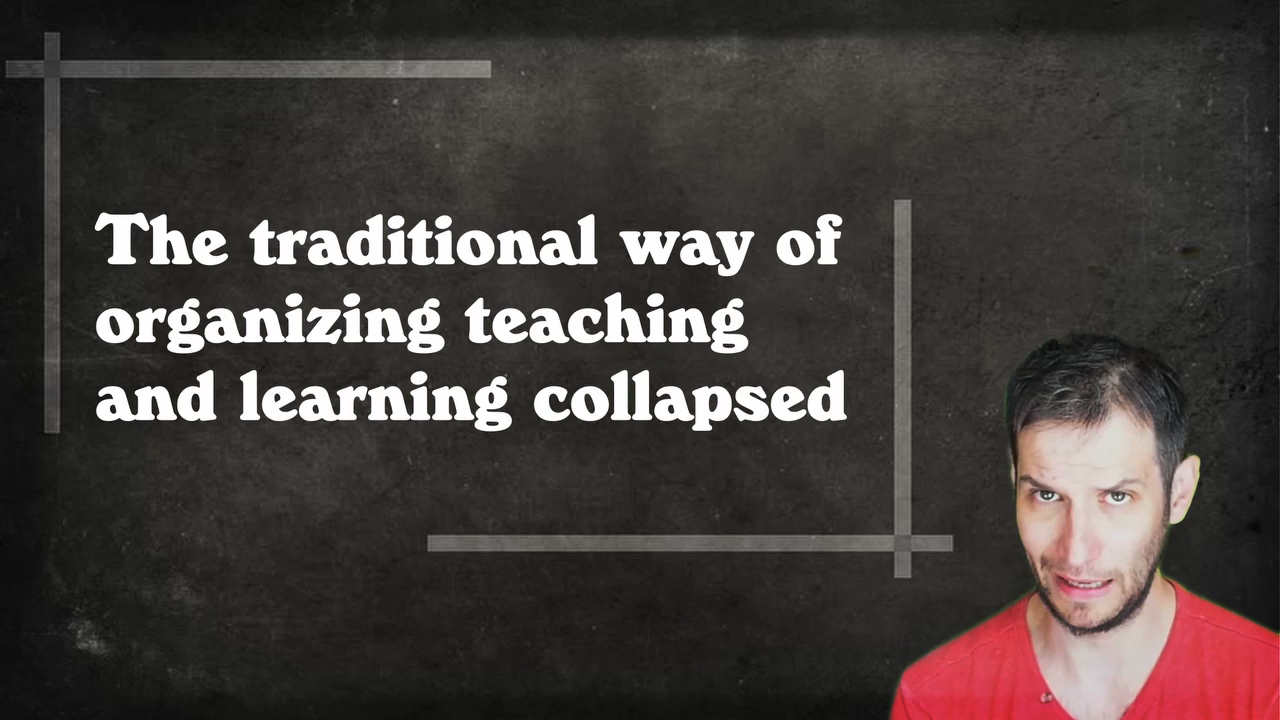 The traditional way of
organizing teaching
and learning collapsed